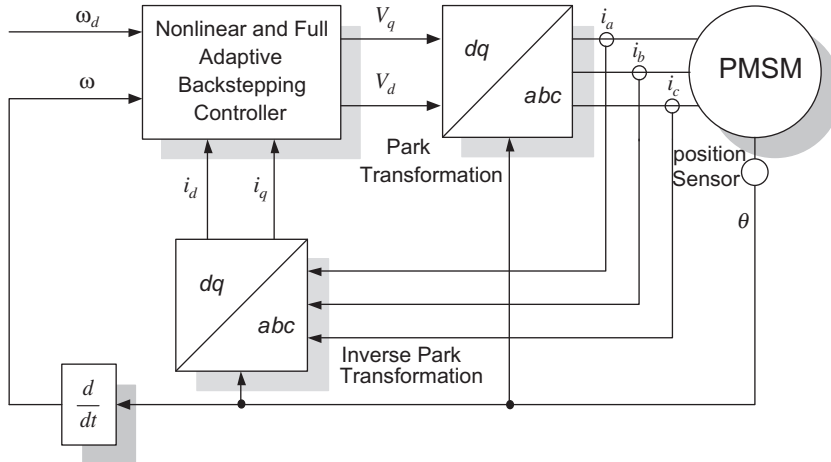 ω_d
Nonlinear and Full
Adaptive
Backstepping
Controller
V_q
dq
abc
i_a
i_b
i_c
PMSM
ω
V_d
Park
Transformation
position
Sensor
i_d
i_q
θ
dq
abc
Inverse Park
Transformation
d
dt